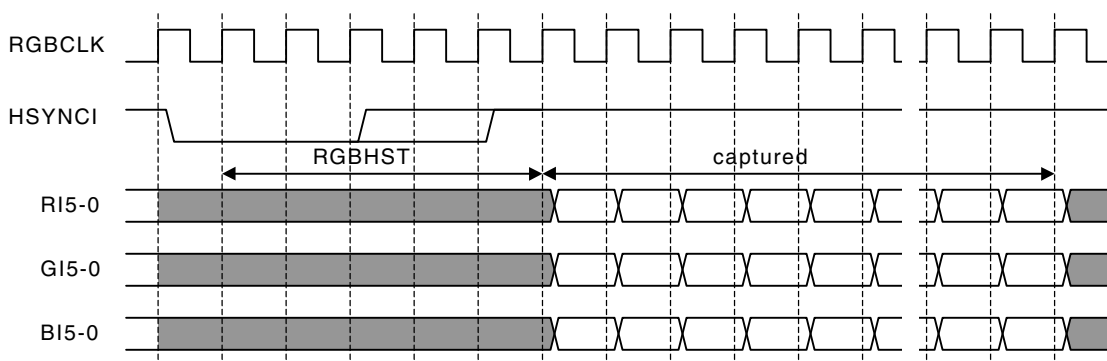 RGBCLK
HSYNCI
RGBHST captured
RI5-0
GI5-0
BI5-0